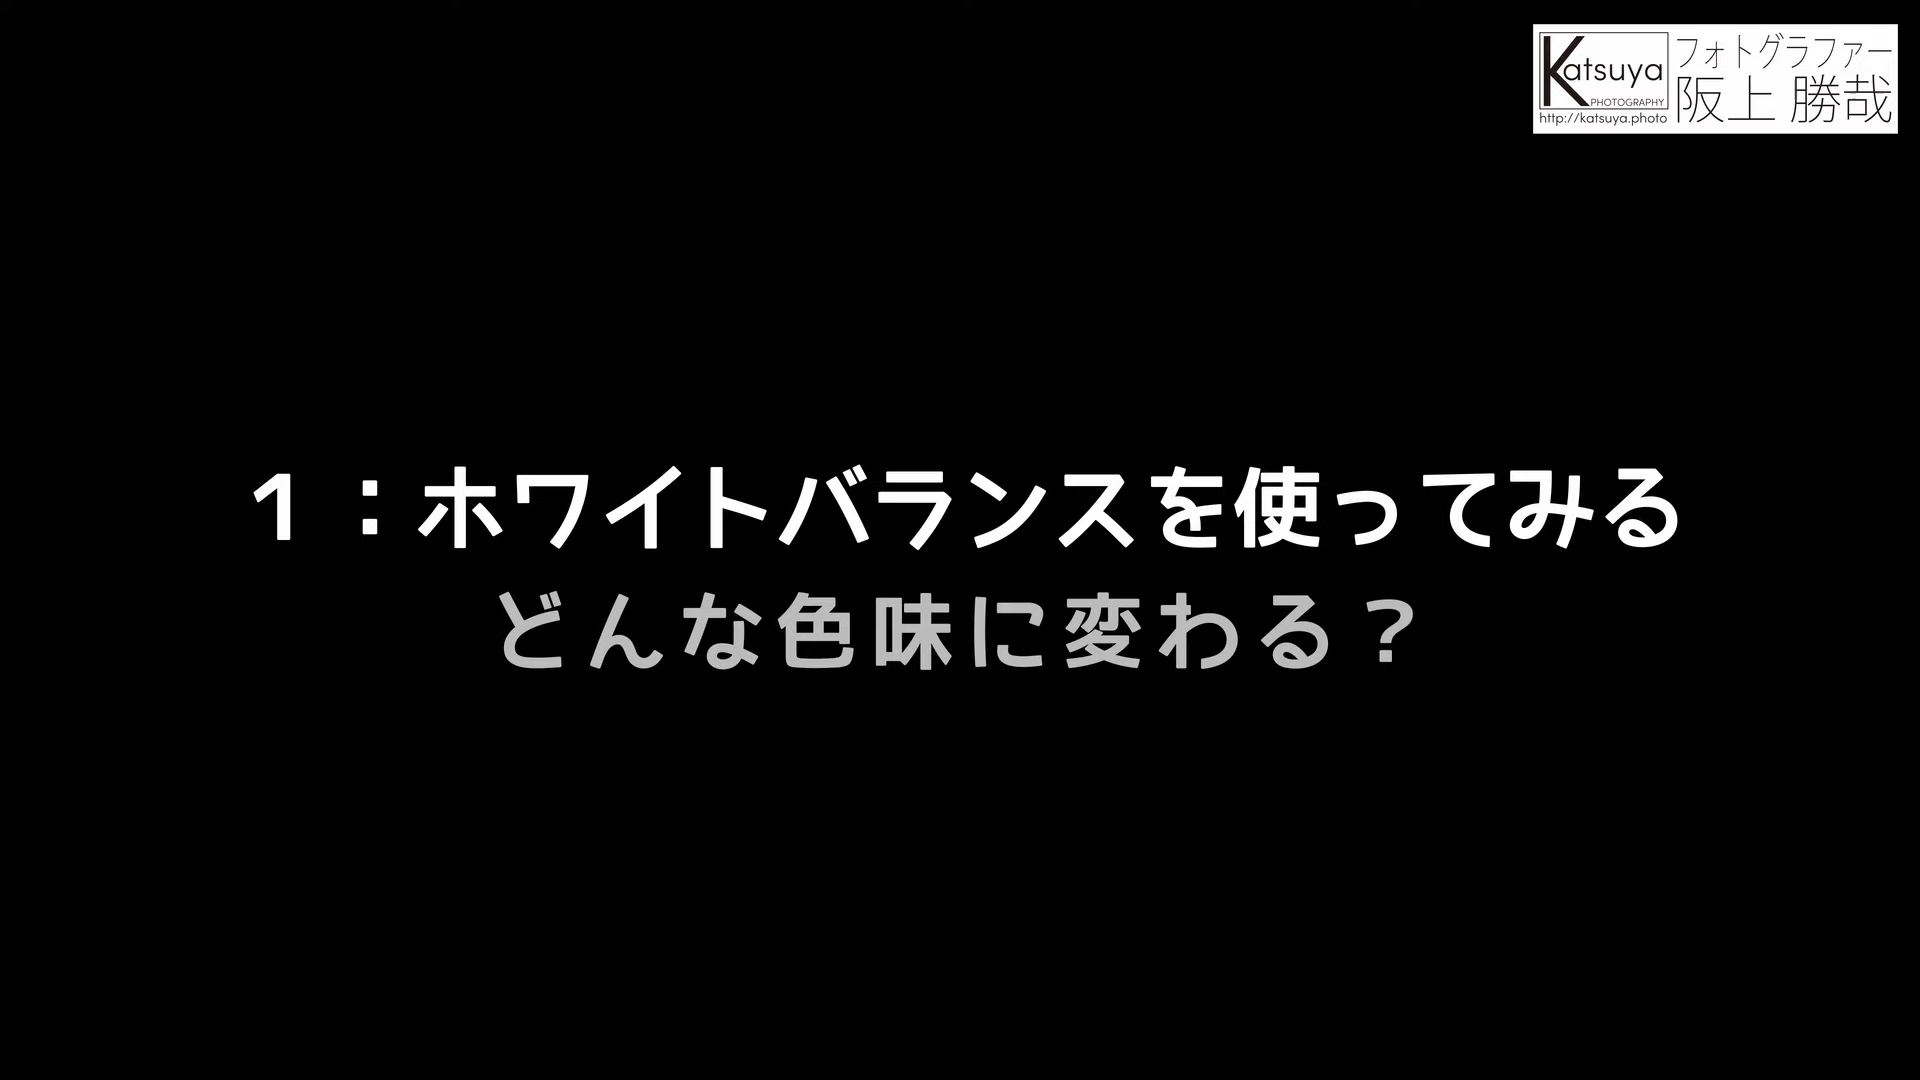 Katsuya
PHOTOGRAPHY
http://katsuya.photo
フォトグラファー
阪上 勝哉
1：ホワイトバランスを使ってみる
どんな色味に変わる？